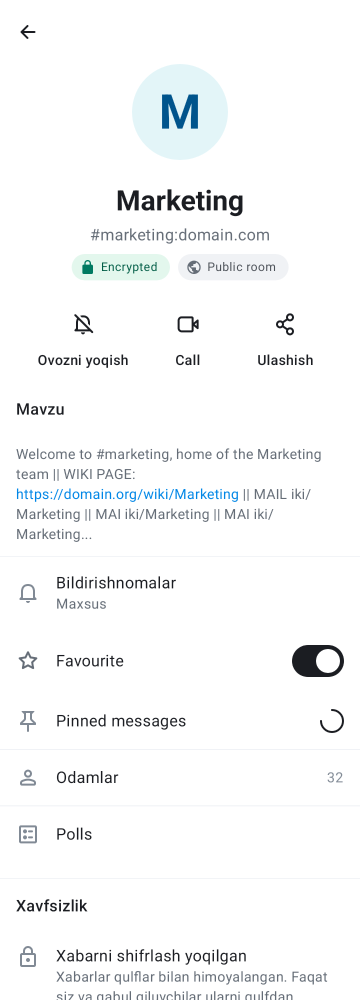 M
Marketing
#marketing:domain.com
Encrypted Public room
Ovozni yoqish Call Ulashish
Mavzu
Welcome to #marketing, home of the Marketing
team || WIKI PAGE:
https://domain.org/wiki/Marketing || MAIL iki/
Marketing || MAI iki/Marketing || MAI iki/
Marketing...
Bildirishnomalar
Maxsus
Favourite
Pinned messages
Odamlar 32
Polls
Xavfsizlik
Xabarni shifrlash yoqilgan
Xabarlar qulflar bilan himoyalangan. Faqat
siz va qabul qiluvchilar ularni qulfdan